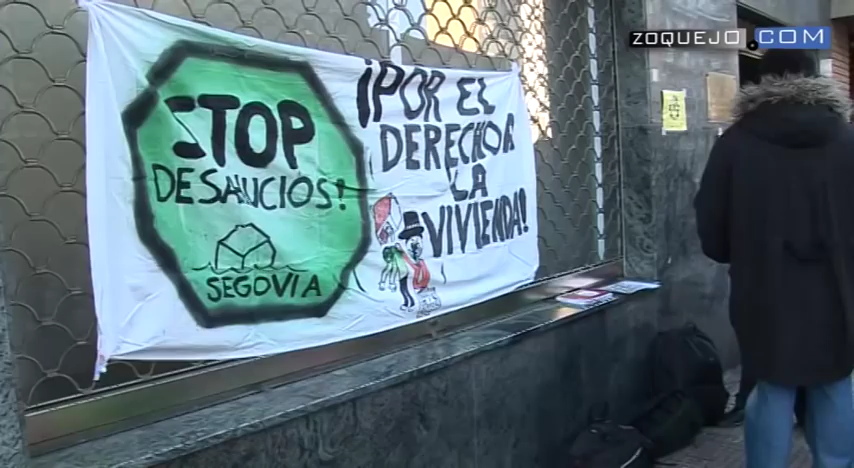 ZOQUEJO.COM
STOP
DESAUCIOS!
SEGOVIA
¡POR EL
DERECHO A
LA
VIVIENDA!